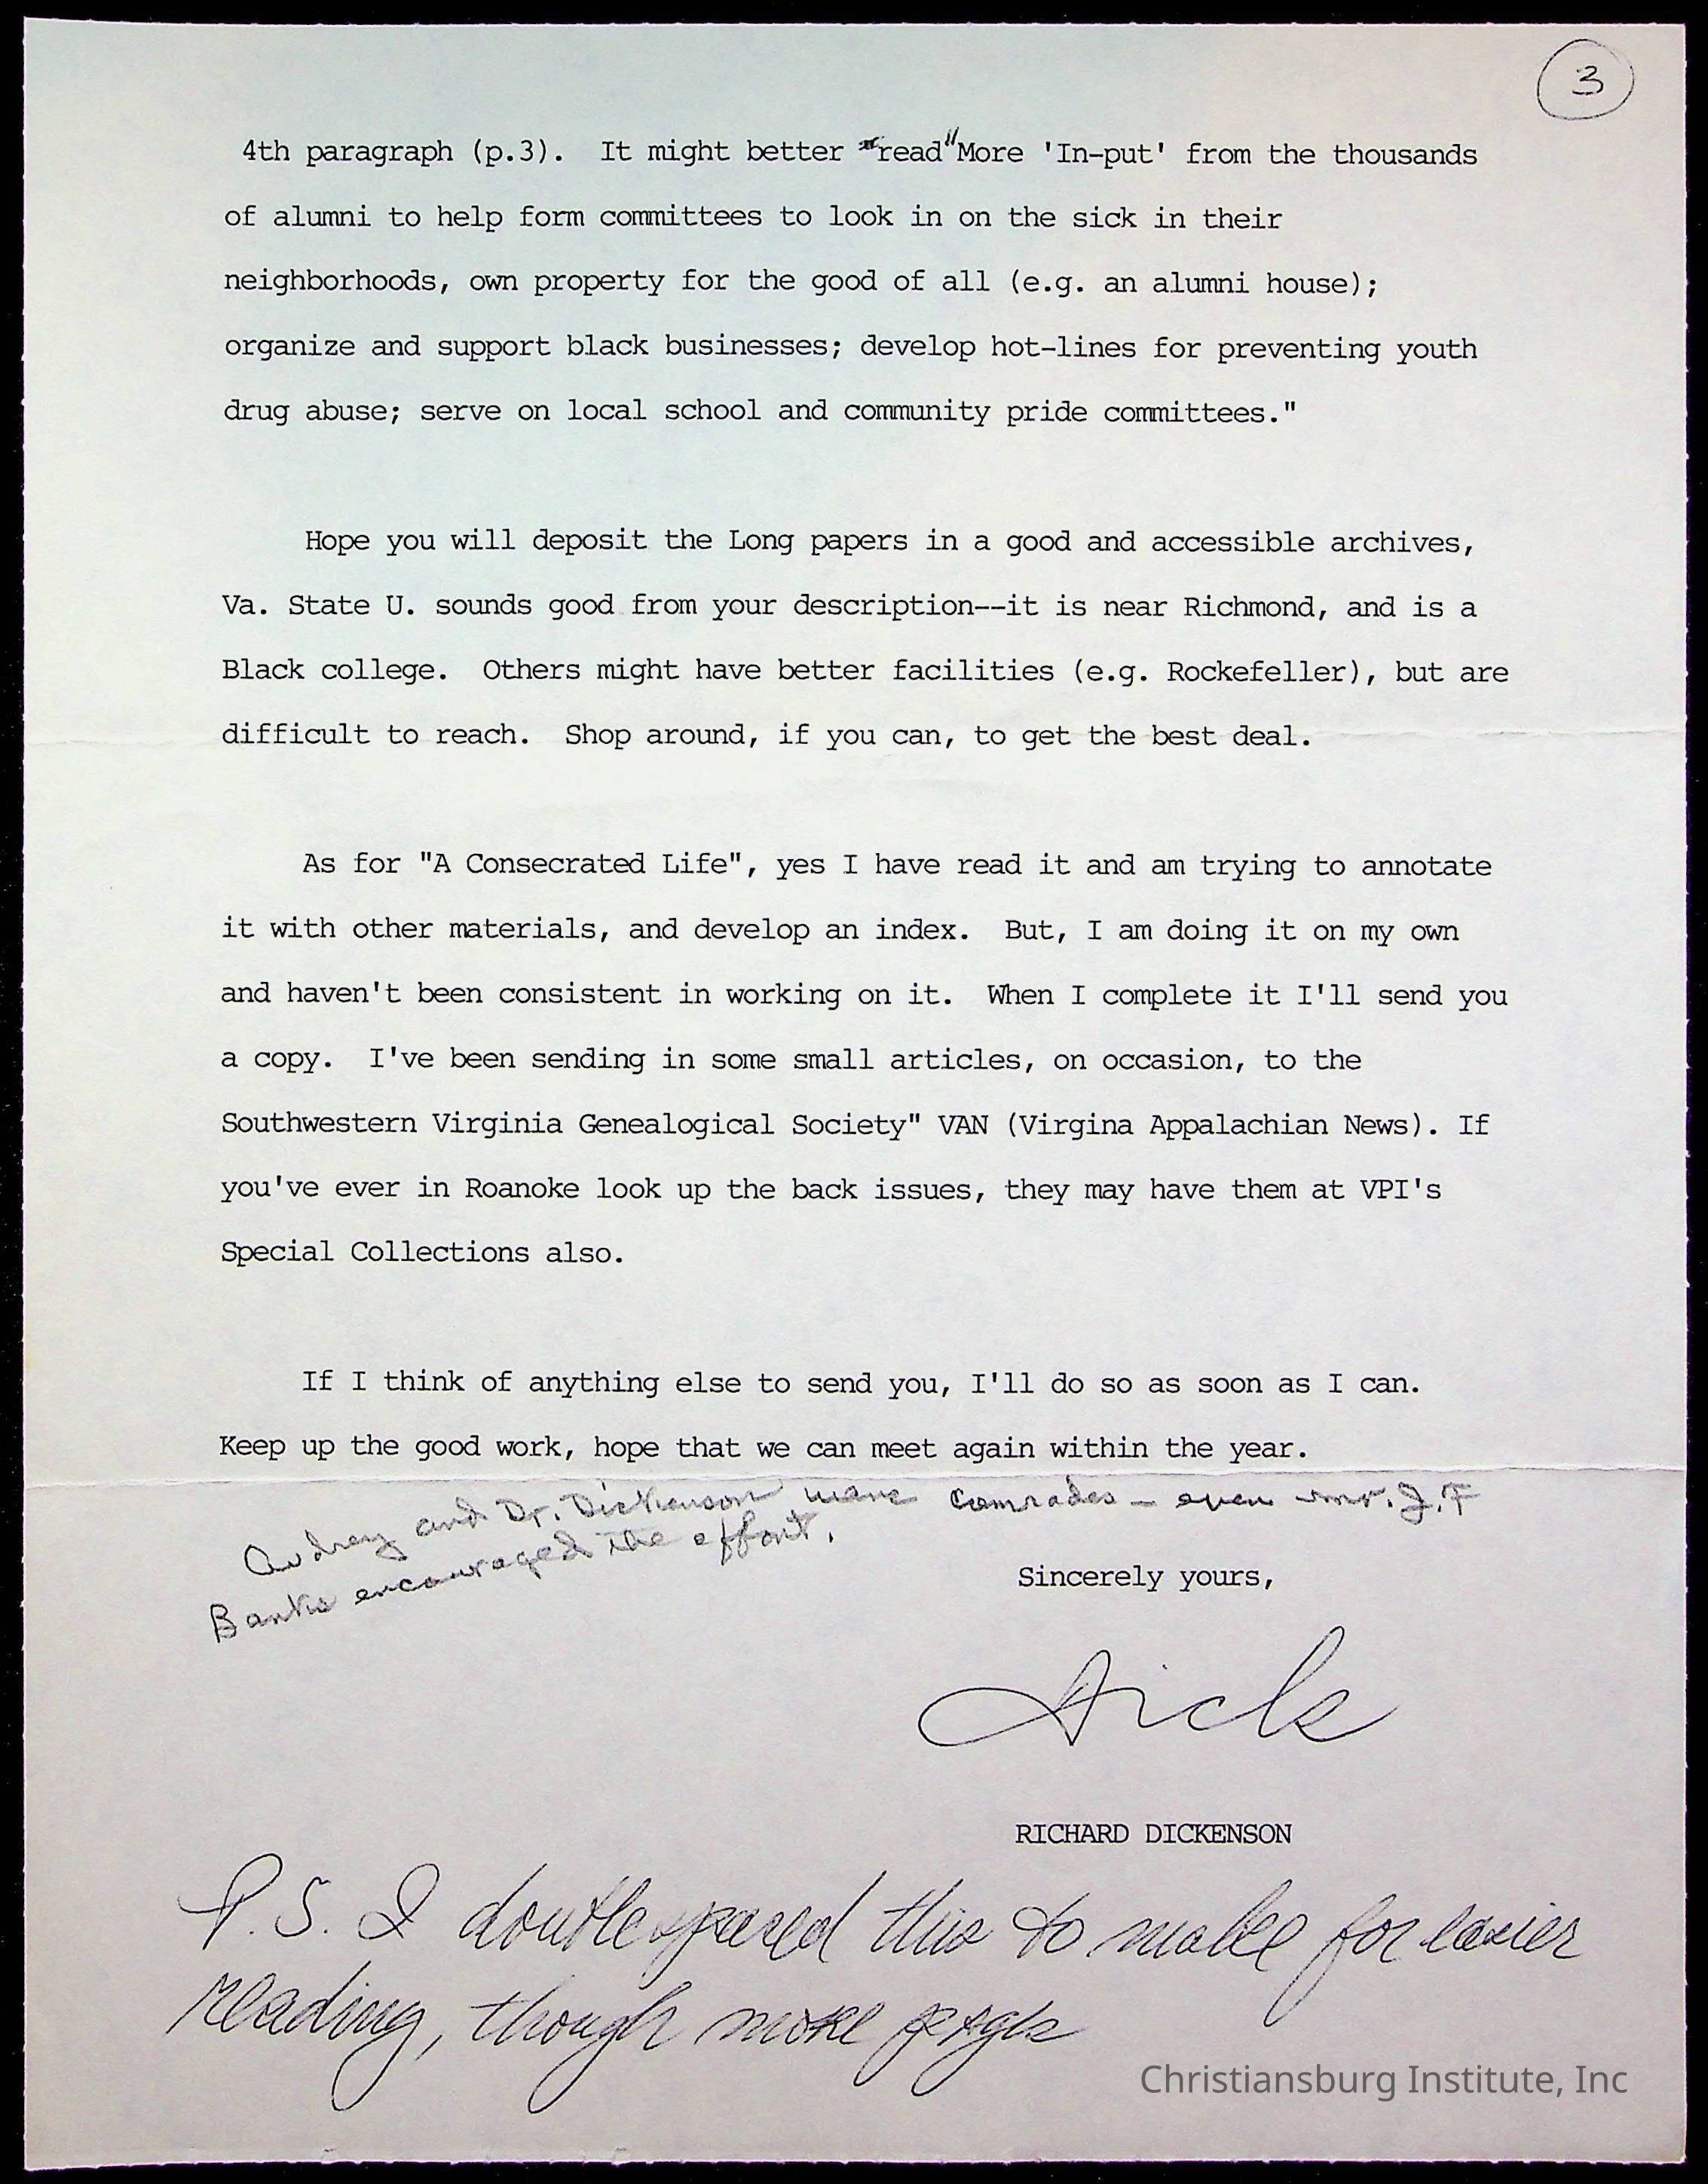 3
4th paragraph (p.3).  It might better read "More 'In-put' from the thousands
of alumni to help form committees to look in on the sick in their
neighborhoods, own property for the good of all (e.g. an alumni house);
organize and support black businesses; develop hot-lines for preventing youth
drug abuse; serve on local school and community pride committees."
Hope you will deposit the Long papers in a good and accessible archives,
Va. State U. sounds good from your description--it is near Richmond, and is a
Black college.  Others might have better facilities (e.g. Rockefeller), but are
difficult to reach.  Shop around, if you can, to get the best deal.
As for "A Consecrated Life", yes I have read it and am trying to annotate
it with other materials, and develop an index.  But, I am doing it on my own
and haven't been consistent in working on it.  When I complete it I'll send you
a copy.  I've been sending in some small articles, on occasion, to the
Southwestern Virginia Genealogical Society" VAN (Virgina Appalachian News). If
you've ever in Roanoke look up the back issues, they may have them at VPI's
Special Collections also.
If I think of anything else to send you, I'll do so as soon as I can.
Keep up the good work, hope that we can meet again within the year.
Audrey and Dr. Dickenson were Comrades - even Mr. J. F
Banks encouraged the effort.
Sincerely yours,
Dick
RICHARD DICKENSON
P.S. I double spaced this to make for easier
reading, though more pages
Christiansburg Institute, Inc